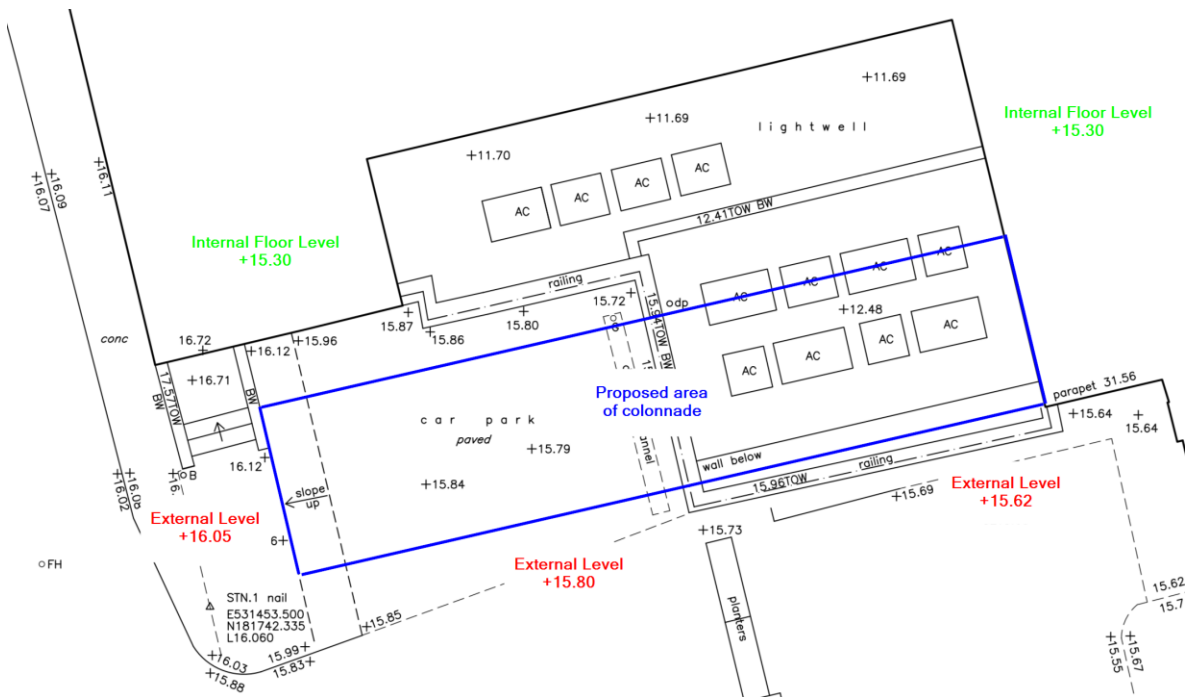 +11.69
Internal Floor Level
+15.30
+11.69
lightwell
+11.70
AC
AC
AC
AC
+16.11
+16.09
+16.07
12.41TOW BW
Internal Floor Level
+15.30
railing
15.72
odp
AC
AC
AC
AC
15.87
15.80
15.86
15.94TOW BW
+12.48
conc
16.72
+16.12
+15.96
+16.71
AC
AC
AC
AC
17.57TOW
BW
BW
Proposed area
of colonnade
parapet 31.56
car park
paved
+15.79
+15.64
15.64
16.12
wall below
railing
15.96TOW
B
slope
up
+15.84
+15.69
+16.02
External Level
+16.05
External Level
+15.62
+15.73
External Level
+15.80
FH
STN.1 nail
E531453.500
N181742.335
L16.060
planters
15.62
+15.85
+15.67
+15.55
15.99+
15.83+
+16.03
+15.88